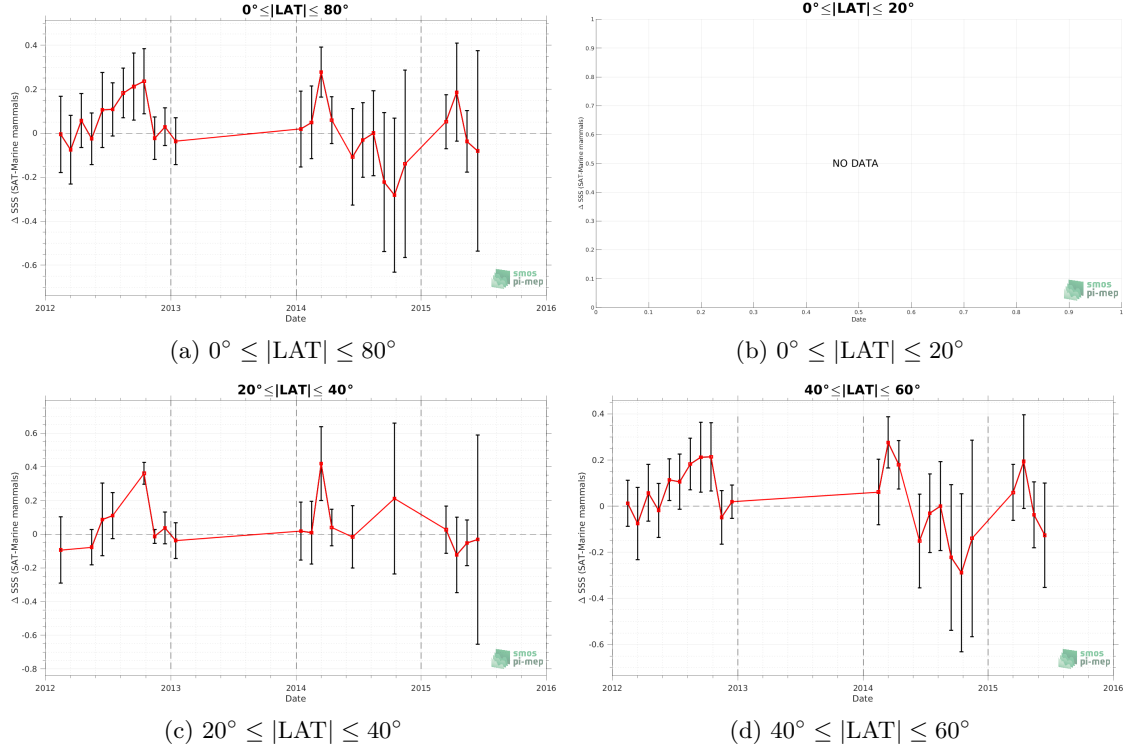 0°≤|LAT|≤ 80°
Δ SSS (SAT-Marine mammals)
0.4
0.2
0
-0.2
-0.4
-0.6
2012
2013
2014
2015
2016
Date
smos
pi-mep
(a) 0° ≤ |LAT| ≤ 80°
0°≤|LAT|≤ 20°
Δ SSS (SAT-Marine mammals)
1
0.9
0.8
0.7
0.6
0.5
0.4
0.3
0.2
0.1
0
NO DATA
0
0.1
0.2
0.3
0.4
0.5
0.6
0.7
0.8
0.9
1
Date
smos
pi-mep
(b) 0° ≤ |LAT| ≤ 20°
20°≤|LAT|≤ 40°
Δ SSS (SAT-Marine mammals)
0.6
0.4
0.2
0
-0.2
-0.4
-0.6
-0.8
2012
2013
2014
2015
2016
Date
smos
pi-mep
(c) 20° ≤ |LAT| ≤ 40°
40°≤|LAT|≤ 60°
Δ SSS (SAT-Marine mammals)
0.4
0.2
0
-0.2
-0.4
-0.6
2012
2013
2014
2015
2016
Date
smos
pi-mep
(d) 40° ≤ |LAT| ≤ 60°